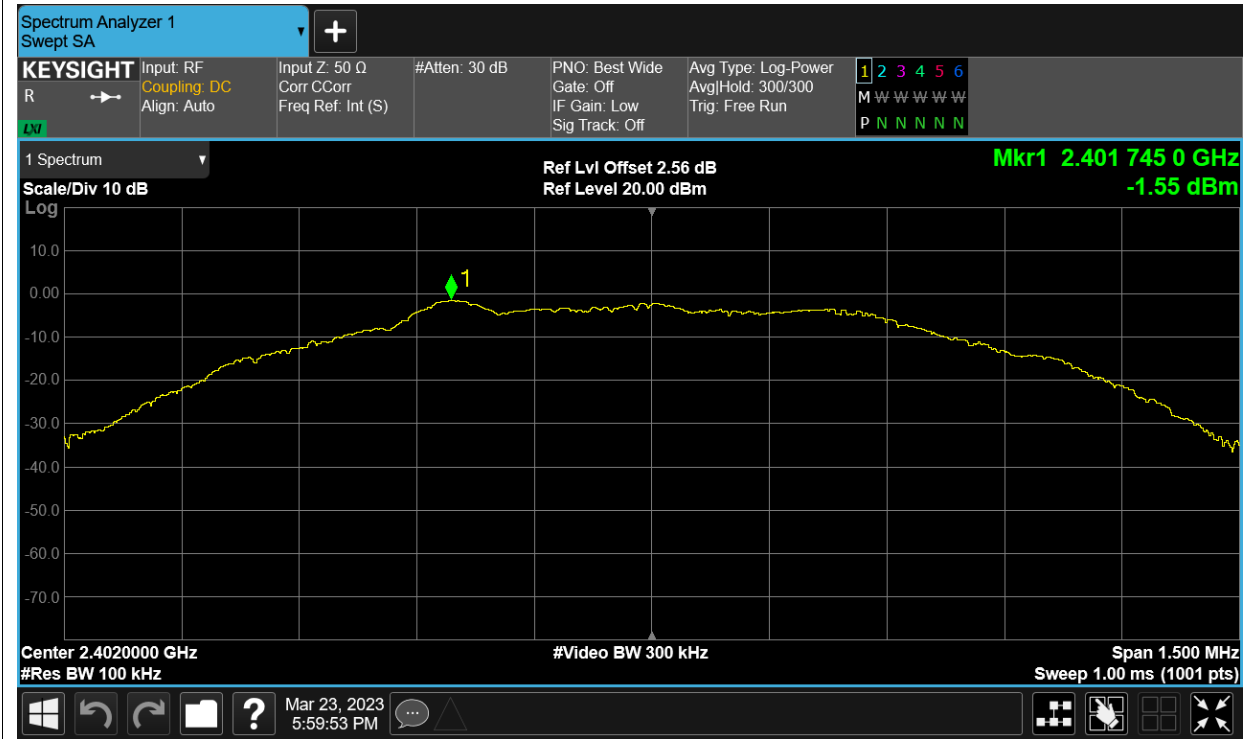 Spectrum Analyzer 1
Swept SA
+
KEYSIGHT
R
LXI
Input: RF
Coupling: DC
Align: Auto
Input Z: 50 Ω
Corr CCorr
Freq Ref: Int (S)
#Atten: 30 dB
PNO: Best Wide
Gate: Off
IF Gain: Low
Sig Track: Off
Avg Type: Log-Power
Avg|Hold: 300/300
Trig: Free Run
1 2 3 4 5 6
M W W W W W
P N N N N N
1 Spectrum
Scale/Div 10 dB
Log
Ref Lvl Offset 2.56 dB
Ref Level 20.00 dBm
Mkr1 2.401 745 0 GHz
-1.55 dBm
10.0
1
0.00
-10.0
-20.0
-30.0
-40.0
-50.0
-60.0
-70.0
Center 2.4020000 GHz
#Video BW 300 kHz
Span 1.500 MHz
#Res BW 100 kHz
Sweep 1.00 ms (1001 pts)
?
Mar 23, 2023
5:59:53 PM